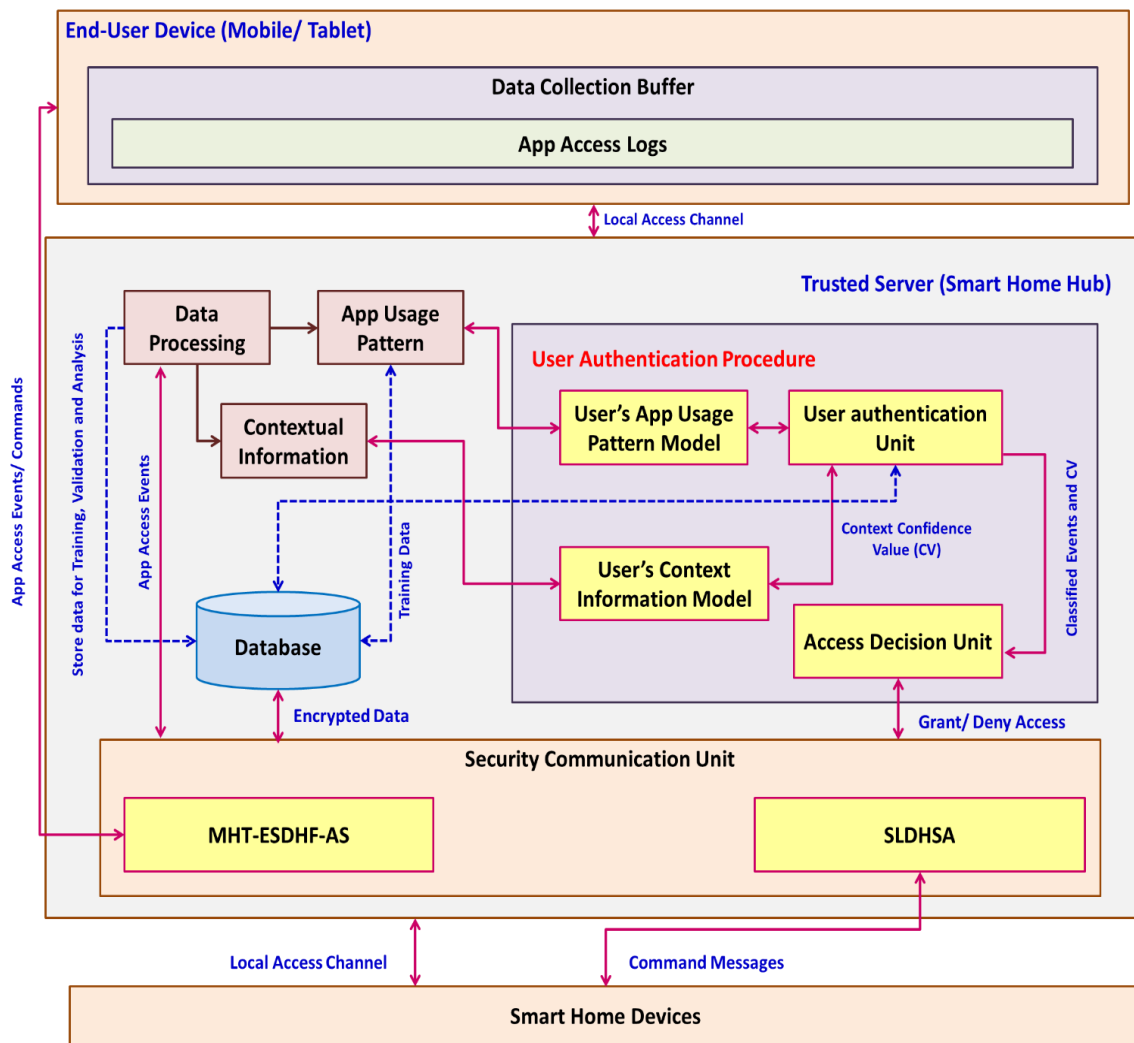 End-User Device (Mobile/ Tablet)
Data Collection Buffer
App Access Logs
Local Access Channel
Trusted Server (Smart Home Hub)
Data
Processing
App Usage
Pattern
Contextual
Information
User Authentication Procedure
User's App Usage
Pattern Model
User authentication
Unit
Context Confidence
Value (CV)
User's Context
Information Model
Access Decision Unit
Classified Events and CV
App Access Events/ Commands
Store data for Training, Validation and Analysis
App Access Events
Training Data
Database
Encrypted Data
Grant/ Deny Access
Security Communication Unit
MHT-ESDHF-AS
SLDHSA
Local Access Channel
Command Messages
Smart Home Devices